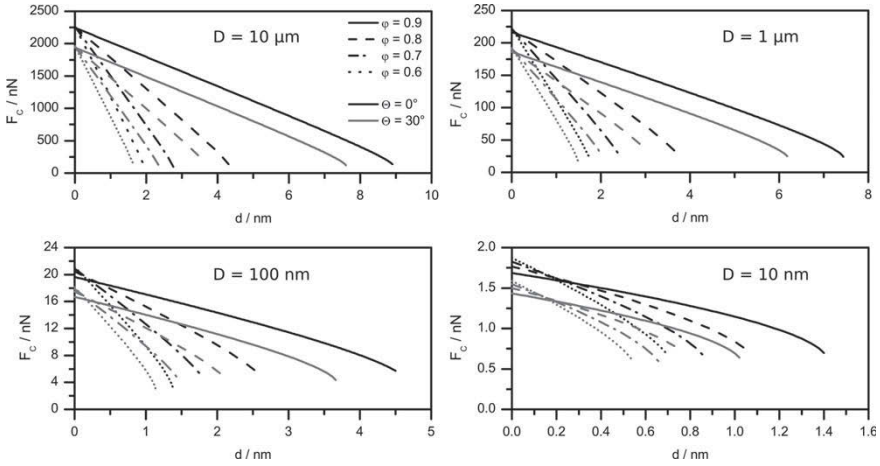 2500
2000
1500
1000
500
0
F_c / nN
D = 10 μm
φ = 0.9
φ = 0.8
φ = 0.7
φ = 0.6
Θ = 0°
Θ = 30°
0 2 4 6 8 10
d / nm
250
200
150
100
50
0
F_c / nN
D = 1 μm
0 2 4 6 8
d / nm
24
20
16
12
8
4
0
F_c / nN
D = 100 nm
0 1 2 3 4 5
d / nm
2.0
1.5
1.0
0.5
0.0
F_c / nN
D = 10 nm
0.0 0.2 0.4 0.6 0.8 1.0 1.2 1.4 1.6
d / nm